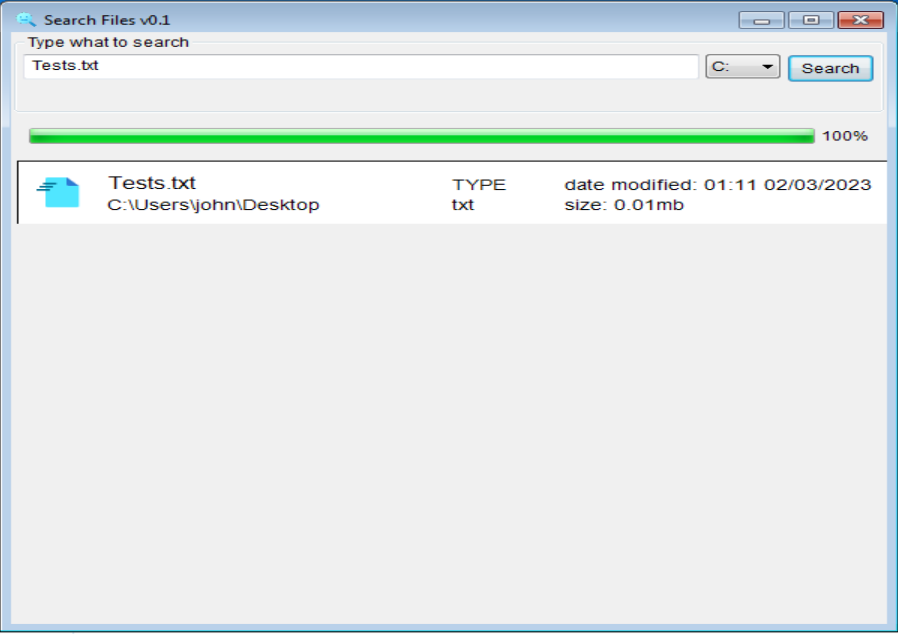 Search Files v0.1
Type what to search
Tests.txt C: Search
100%
Tests.txt TYPE date modified: 01:11 02/03/2023
C:\Users\john\Desktop txt size: 0.01mb